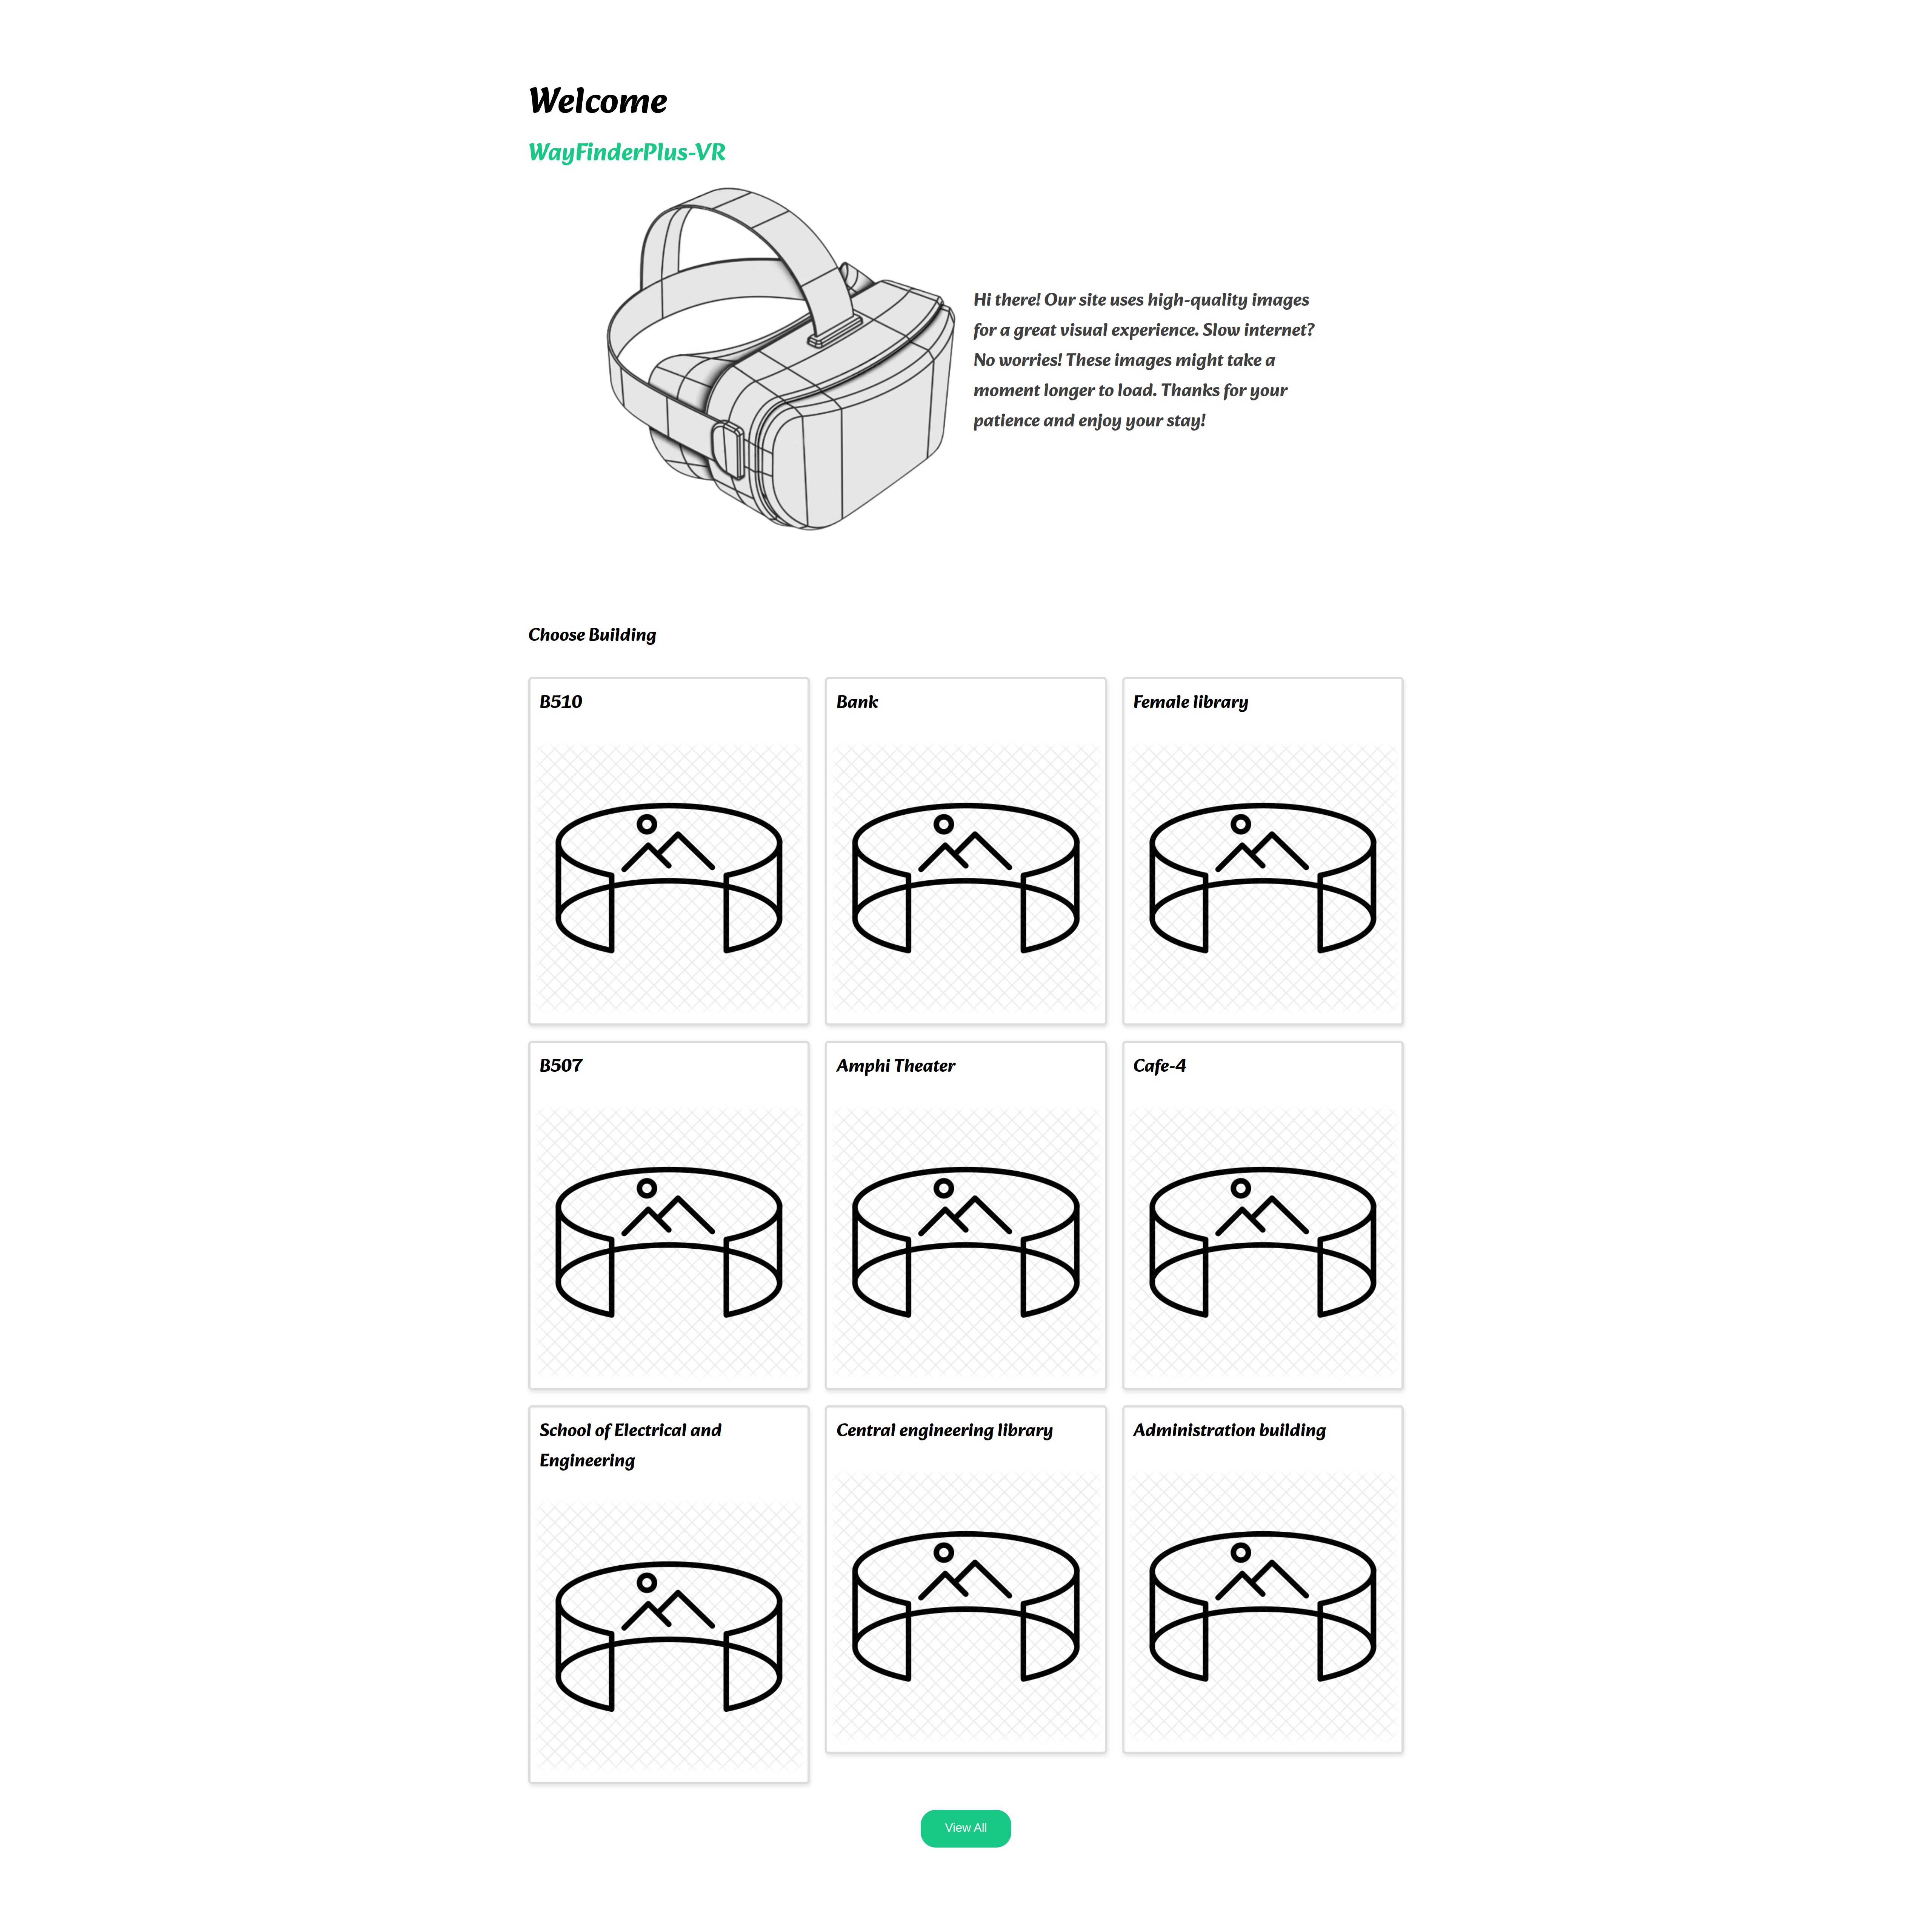 Welcome
WayFinderPlus-VR
Hi there! Our site uses high-quality images
for a great visual experience. Slow internet?
No worries! These images might take a
moment longer to load. Thanks for your
patience and enjoy your stay!
Choose Building
B510
Bank
Female library
B507
Amphi Theater
Cafe-4
School of Electrical and
Engineering
Central engineering library
Administration building
View All